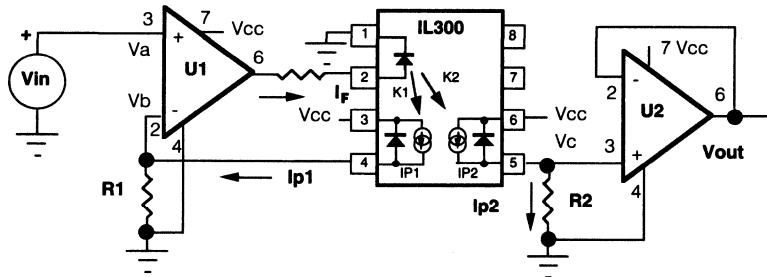 3
7
Vcc
+
Va
U1
6
+
Vin
Vb
-
2
4
R1
Ip1
I_F
IL300
1
2
3
4
8
7
6
5
K1
K2
Vcc
IP1
IP2
Vcc
Vc
Ip2
R2
7 Vcc
2
-
U2
6
3
+
4
Vout